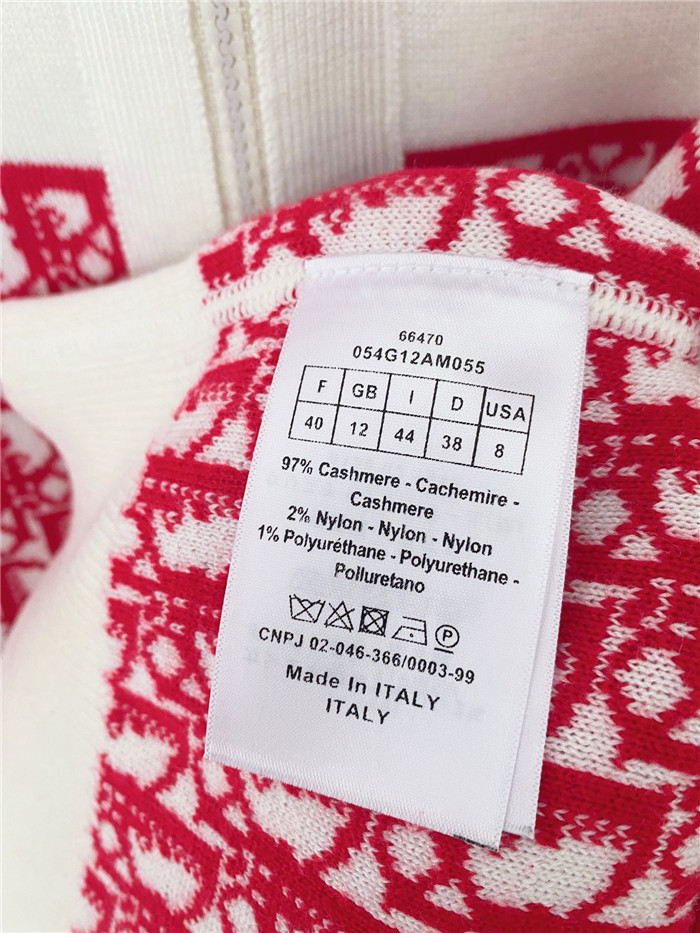 66470
054G12AM055
F GB I D USA
40 12 44 38 8
97% Cashmere - Cachemire -
Cashmere
2% Nylon - Nylon - Nylon
1% Polyuréthane - Polyurethane -
Poliuretano
P
CNPJ 02-046-366/0003-99
Made In ITALY
ITALY